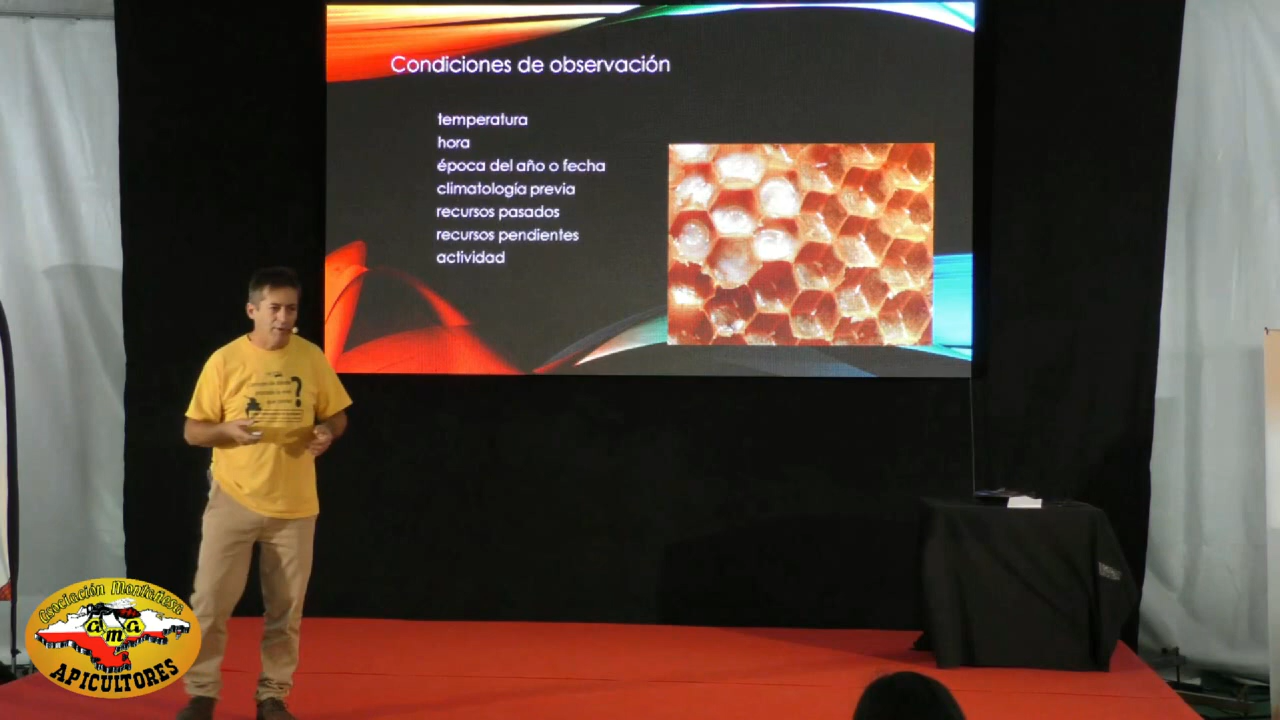 Condiciones de observación
temperatura
hora
época del año o fecha
climatología previa
recursos pasados
recursos pendientes
actividad
?
Asociación Montañesa
ama
APICULTORES